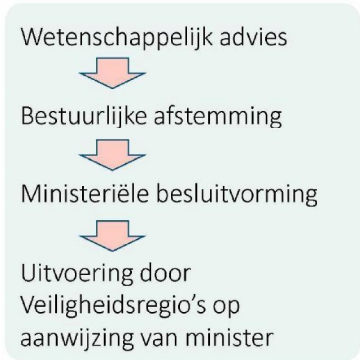 Wetenschappelijk advies
Bestuurlijke afstemming
Ministeriële besluitvorming
Uitvoering door
Veiligheidsregio's op
aanwijzing van minister